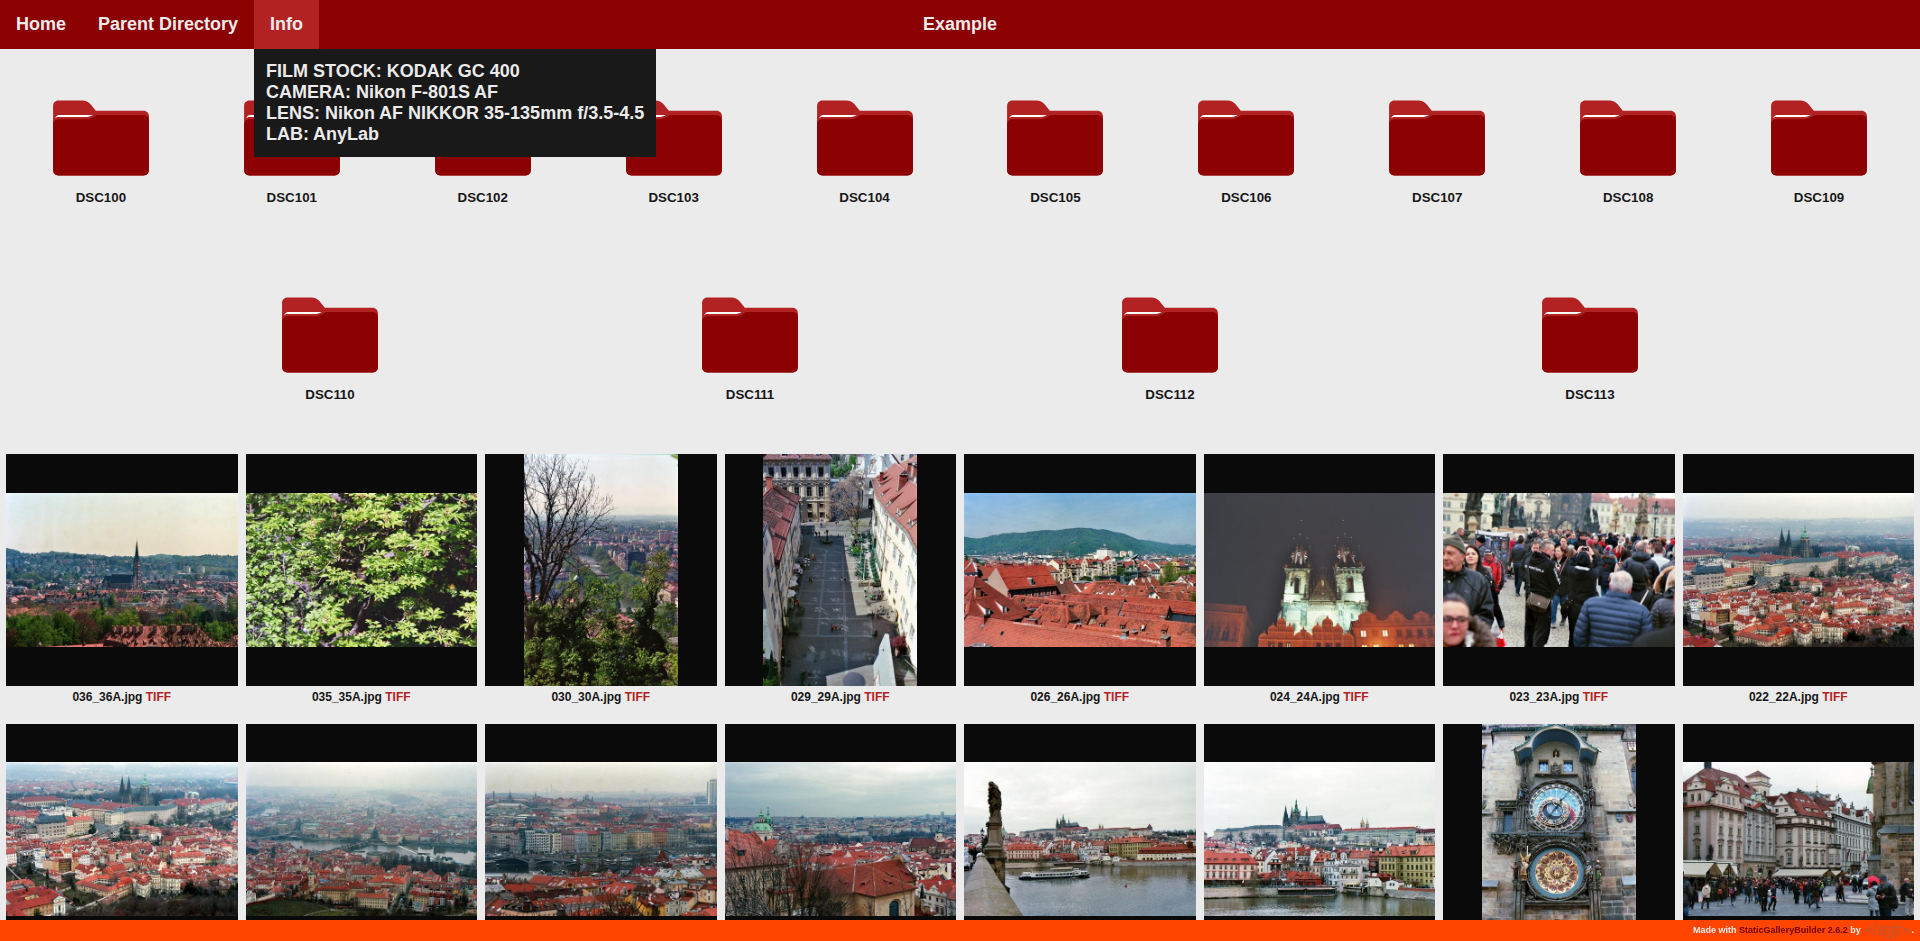 Home Parent Directory Info Example
FILM STOCK: KODAK GC 400
CAMERA: Nikon F-801S AF
LENS: Nikon AF NIKKOR 35-135mm f/3.5-4.5
LAB: AnyLab
DSC100 DSC101 DSC102 DSC103 DSC104 DSC105 DSC106 DSC107 DSC108 DSC109
DSC110 DSC111 DSC112 DSC113
036_36A.jpg TIFF 035_35A.jpg TIFF 030_30A.jpg TIFF 029_29A.jpg TIFF 026_26A.jpg TIFF 024_24A.jpg TIFF 023_23A.jpg TIFF 022_22A.jpg TIFF
Made with StaticGalleryBuilder 2.6.2 by .